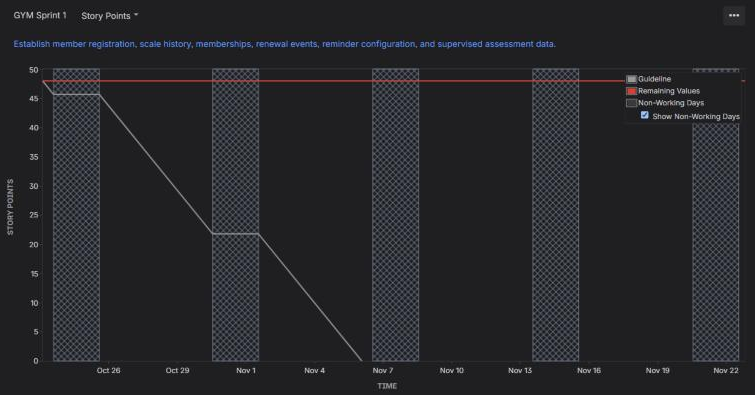 GYM Sprint 1 Story Points
Establish member registration, scale history, memberships, renewal events, reminder configuration, and supervised assessment data.
STORY POINTS
50
45
40
35
30
25
20
15
10
5
0
Guideline
Remaining Values
Non-Working Days
Show Non-Working Days
Oct 26 Oct 29 Nov 1 Nov 4 Nov 7 Nov 10 Nov 13 Nov 16 Nov 19 Nov 22
TIME